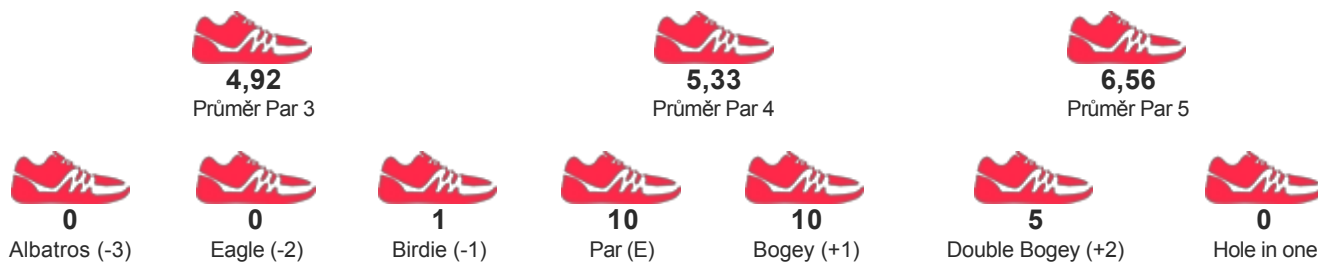 4,92 5,33 6,56
Průměr Par 3 Průměr Par 4 Průměr Par 5
0 0 1 10 10 5 0
Albatros (-3) Eagle (-2) Birdie (-1) Par (E) Bogey (+1) Double Bogey (+2) Hole in one